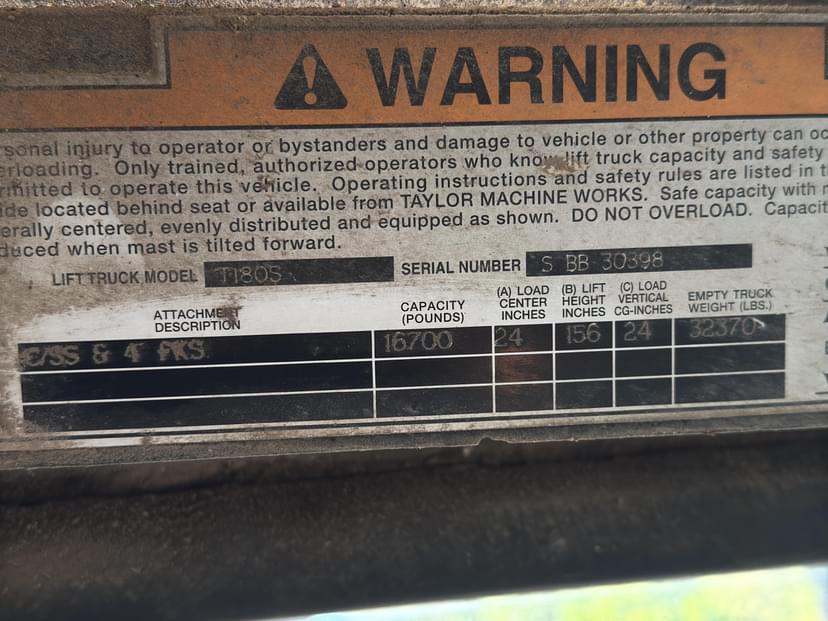 WARNING
rsonal injury to operator or bystanders and damage to vehicle or other property can oc
erloading. Only trained, authorized operators who know lift truck capacity and safety
rmitted to operate this vehicle. Operating instructions and safety rules are listed in t
ide located behind seat or available from TAYLOR MACHINE WORKS. Safe capacity with
erally centered, evenly distributed and equipped as shown. DO NOT OVERLOAD. Capacit
duced when mast is tilted forward.
LIFT TRUCK MODEL T180S SERIAL NUMBER S BB 30398
ATTACHMENT DESCRIPTION CAPACITY (POUNDS) (A) LOAD CENTER INCHES (B) LIFT HEIGHT INCHES (C) LOAD VERTICAL CG-INCHES EMPTY TRUCK WEIGHT (LBS.)
C/SS & 4 FKS 16700 24 156 24 32370